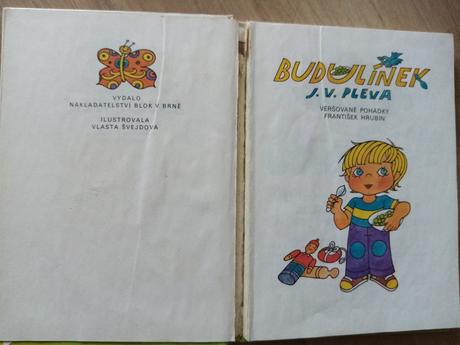 VYDALO
NAKLADATELSTVÍ BLOK V BRNĚ
ILUSTROVALA
VLASTA ŠVEJDOVÁ
BUDULÍNEK
J. V. PLEVA
VERŠOVANÉ POHÁDKY
FRANTIŠEK HRUBÍN